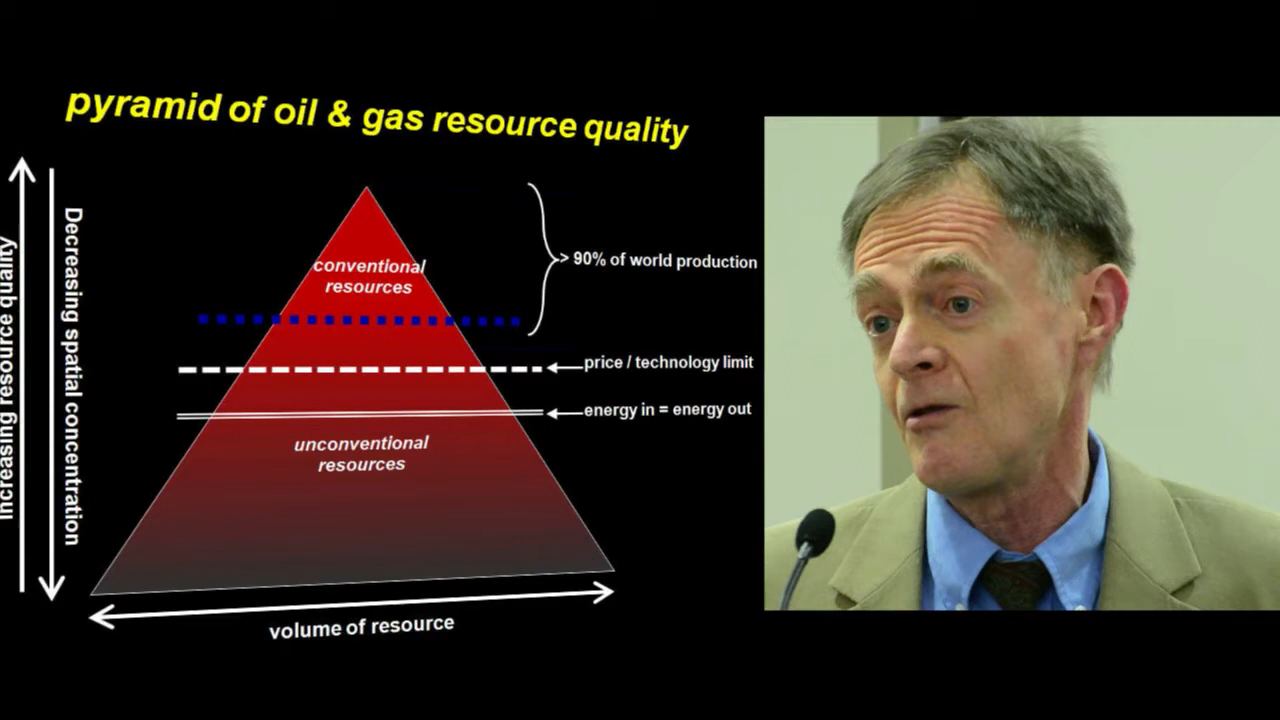 pyramid of oil & gas resource quality
Increasing resource quality
Decreasing spatial concentration
conventional
resources
> 90% of world production
price / technology limit
energy in = energy out
unconventional
resources
volume of resource